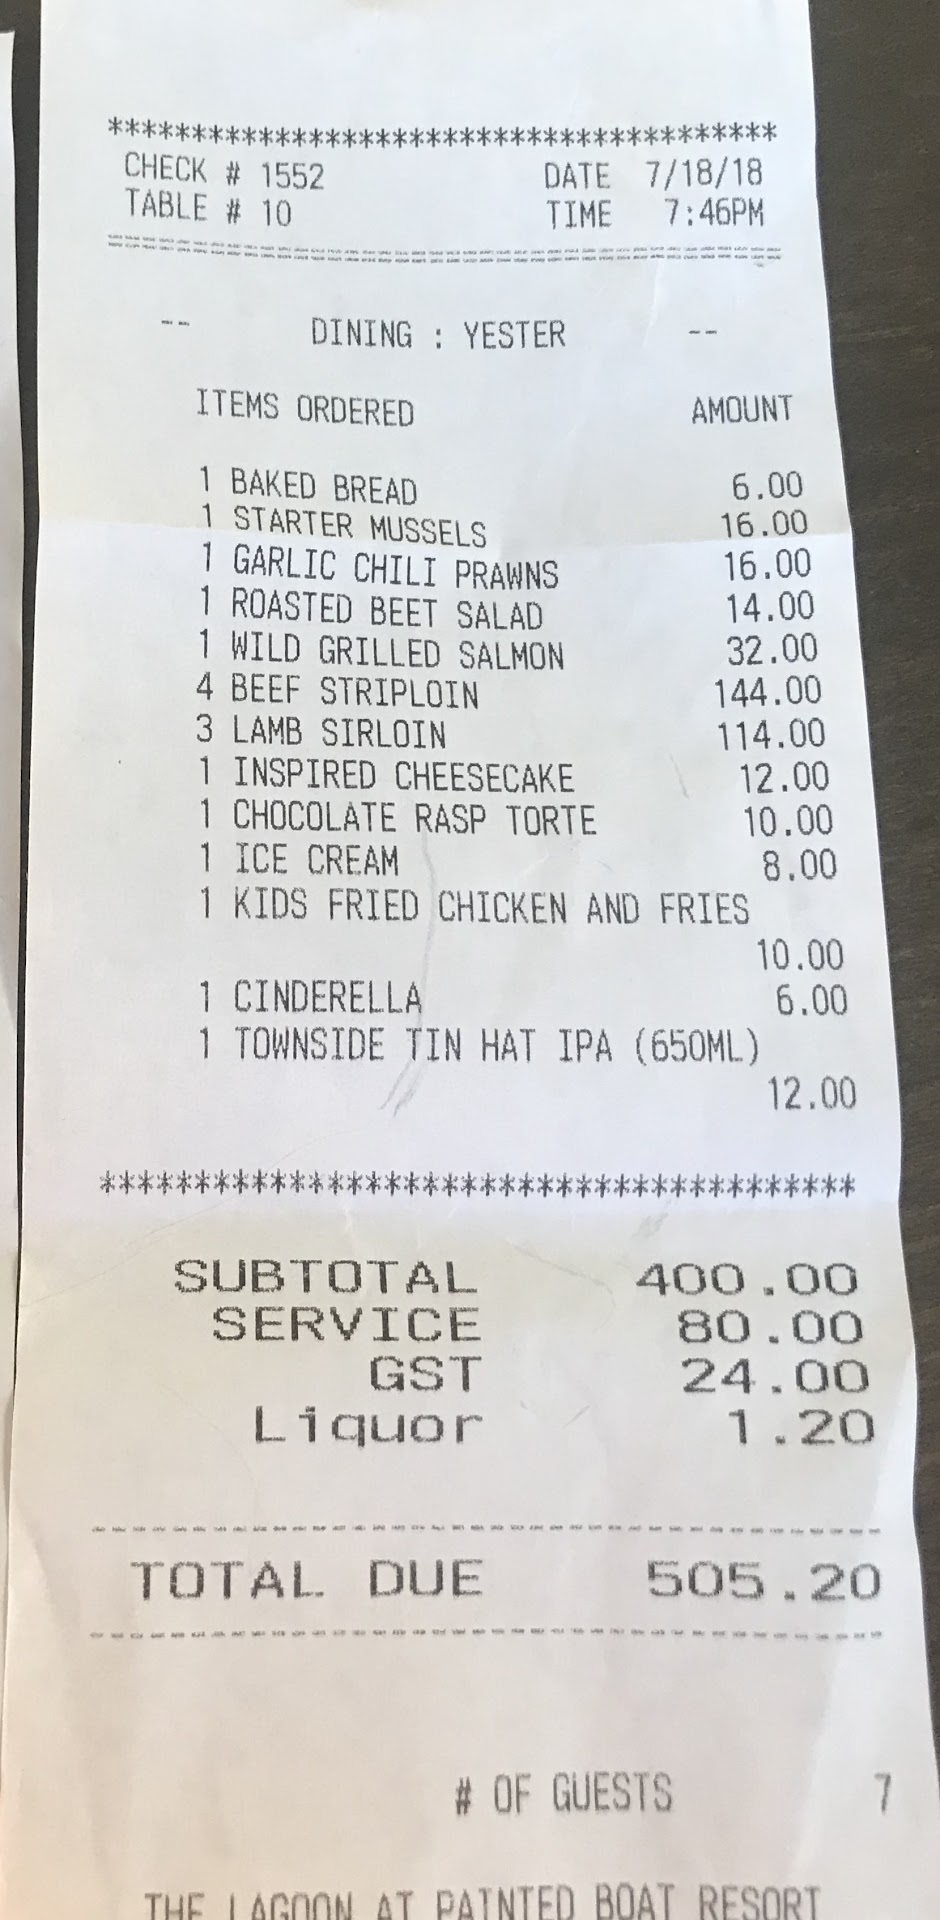 ****************************************
CHECK # 1552 DATE 7/18/18
TABLE # 10 TIME 7:46PM
-- DINING : YESTER --
ITEMS ORDERED AMOUNT
1 BAKED BREAD 6.00
1 STARTER MUSSELS 16.00
1 GARLIC CHILI PRAWNS 16.00
1 ROASTED BEET SALAD 14.00
1 WILD GRILLED SALMON 32.00
4 BEEF STRIPLOIN 144.00
3 LAMB SIRLOIN 114.00
1 INSPIRED CHEESECAKE 12.00
1 CHOCOLATE RASP TORTE 10.00
1 ICE CREAM 8.00
1 KIDS FRIED CHICKEN AND FRIES
10.00
1 CINDERELLA 6.00
1 TOWNSIDE TIN HAT IPA (650ML)
12.00
****************************************
SUBTOTAL 400.00
SERVICE 80.00
GST 24.00
Liquor 1.20
TOTAL DUE 505.20
# OF GUESTS 7
THE LAGOON AT PAINTED BOAT RESORT